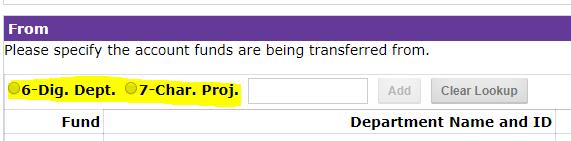 From
Please specify the account funds are being transferred from.
6-Dig. Dept. 7-Char. Proj. Add Clear Lookup
Fund Department Name and ID